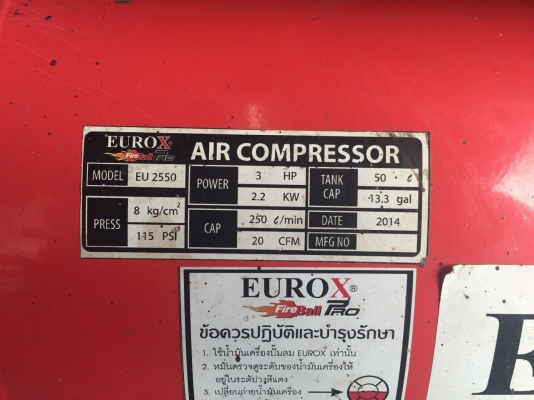 EUROX AIR COMPRESSOR
FireBall PRO
MODEL EU 2550 POWER 3 HP TANK CAP 50 ℓ
2.2 KW 13.3 gal
PRESS 8 kg/cm² CAP 250 ℓ/min DATE 2014
115 PSI 20 CFM MFG NO
EUROX®
FireBall PRO
ข้อควรปฏิบัติและบำรุงรักษา
1. ใช้น้ำมันเครื่องปั๊มลม EUROX เท่านั้น
2. หมั่นตรวจดูระดับของน้ำมันเครื่องให้
อยู่ในระดับวงสีแดง
3. เปลี่ยนถ่ายน้ำมันเครื่อง
E